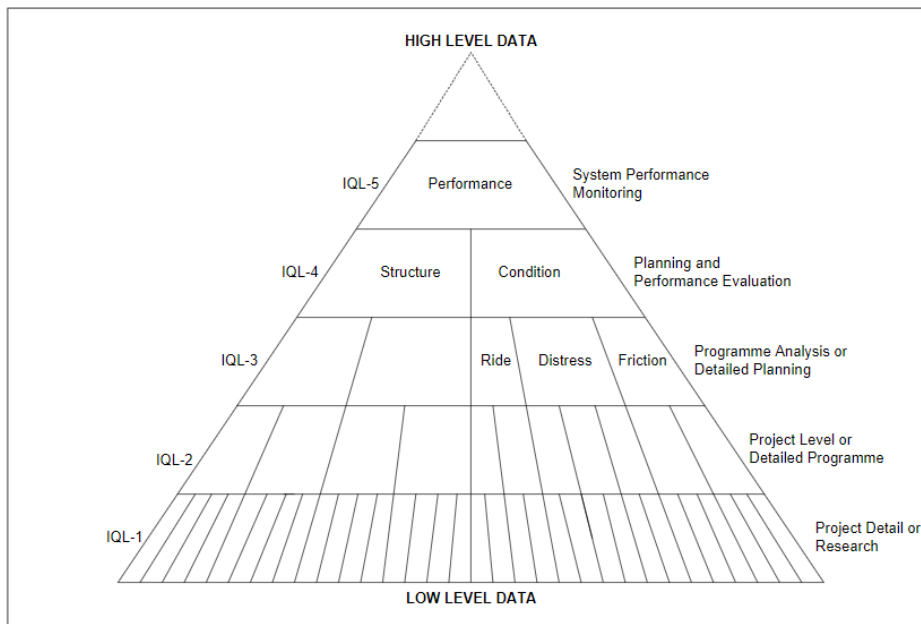 HIGH LEVEL DATA
IQL-5
Performance
System Performance
Monitoring
IQL-4
Structure
Condition
Planning and
Performance Evaluation
IQL-3
Ride
Distress
Friction
Programme Analysis or
Detailed Planning
IQL-2
Project Level or
Detailed Programme
IQL-1
Project Detail or
Research
LOW LEVEL DATA